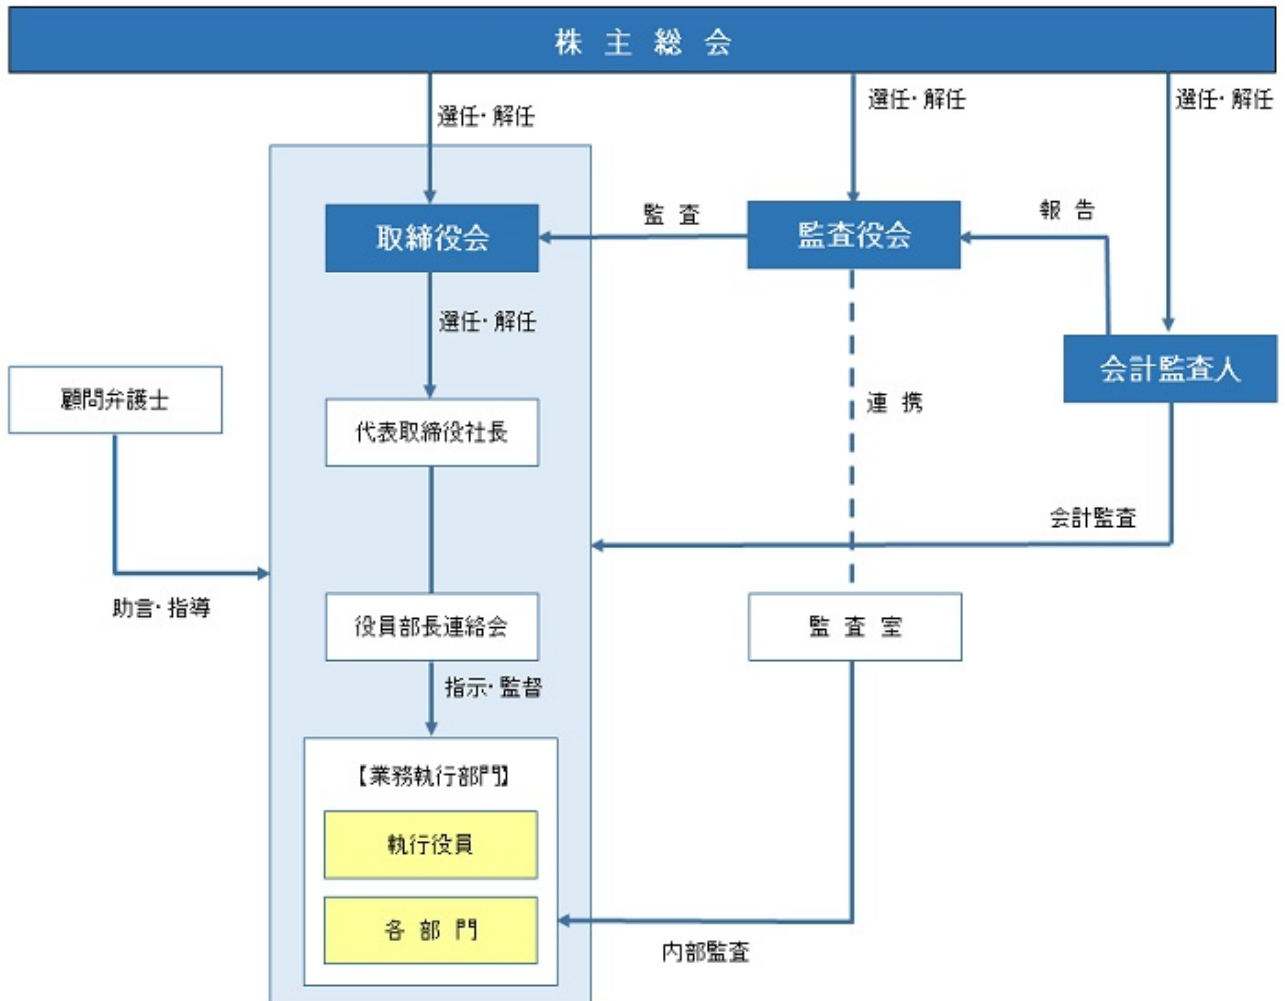 株 主 総 会
選任・解任
選任・解任
選任・解任
取締役会
監 査
監査役会
報 告
選任・解任
会計監査人
顧問弁護士
代表取締役社長
連 携
会計監査
助言・指導
役員部長連絡会
監 査 室
指示・監督
【業務執行部門】
執行役員
各 部 門
内部監査